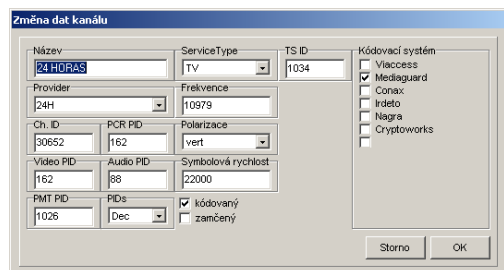 Změna dat kanálu
Název
24 HORAS
ServiceType
TV
TS ID
1034
Provider
24H
Frekvence
10979
Ch. ID
30652
PCR PID
162
Polarizace
vert
Video PID
162
Audio PID
88
Symbolová rychlost
22000
PMT PID
1026
PIDs
Dec
kódovaný
zamčený
Kódovací systém
Viaccess
Mediaguard
Conax
Irdeto
Nagra
Cryptoworks
Storno
OK